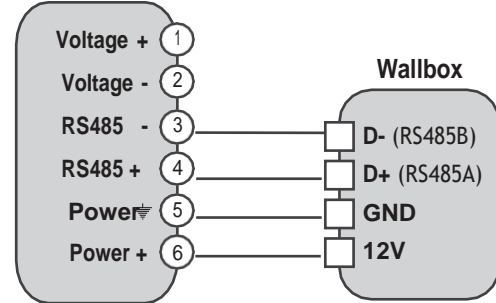 Voltage + 1
Voltage - 2
RS485 - 3
RS485 + 4
Power⏚ 5
Power + 6
Wallbox
D- (RS485B)
D+ (RS485A)
GND
12V